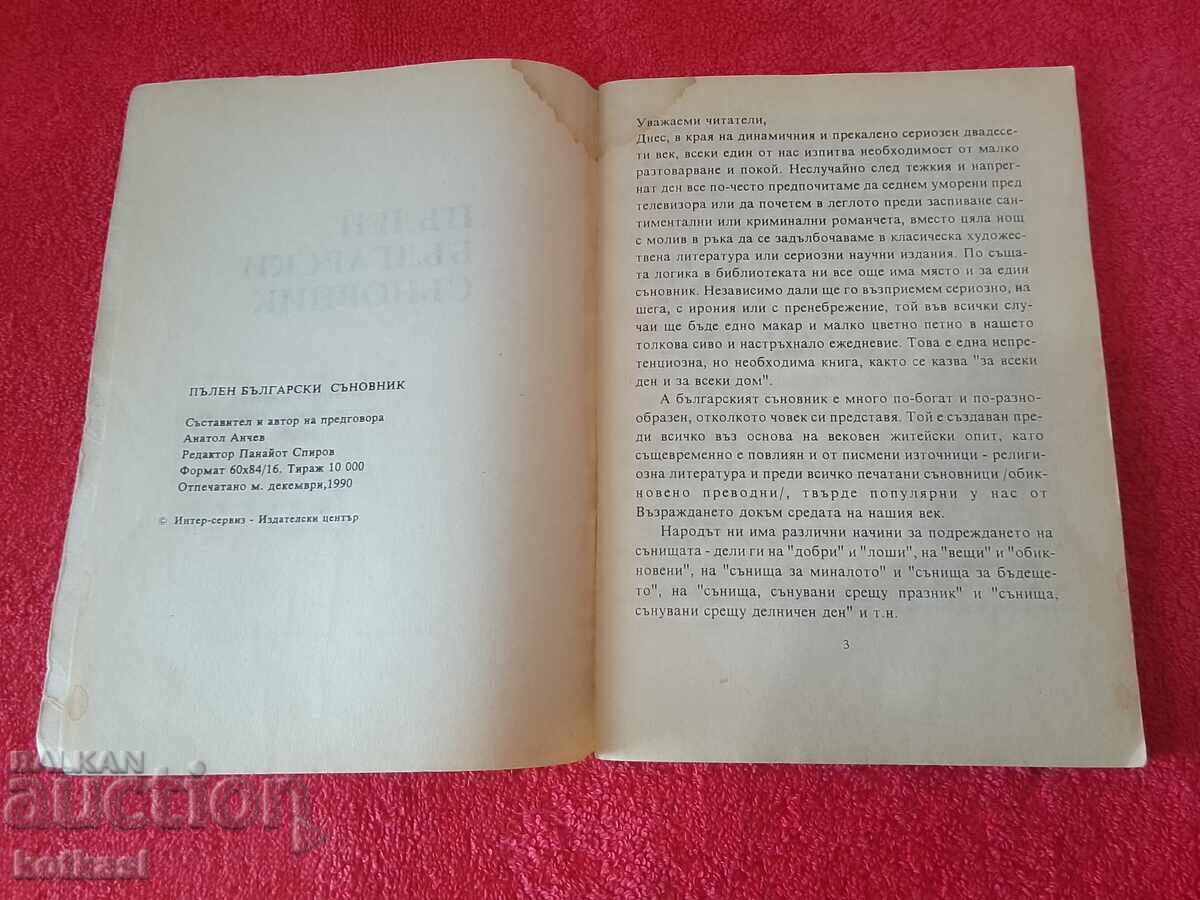 ПЪЛЕН БЪЛГАРСКИ СЪНОВНИК
Съставител и автор на предговора
Анатол Анчев
Редактор Панайот Спиров
Формат 60х84/16. Тираж 10 000
Отпечатано м. декември,1990
© Интер-сервиз - Издателски център
Уважаеми читатели,
Днес, в края на динамичния и прекалено сериозен двадесе-
ти век, всеки един от нас изпитва необходимост от малко
разтоварване и покой. Неслучайно след тежкия и напрег-
нат ден все по-често предпочитаме да седнем уморени пред
телевизора или да почетем в леглото преди заспиване сан-
тиментални или криминални романчета, вместо цяла нощ
с молив в ръка да се задълбочаваме в класическа художес-
твена литература или сериозни научни издания. По съща-
та логика в библиотеката ни все още има място и за един
съновник. Независимо дали ще го възприемем сериозно, на
шега, с ирония или с пренебрежение, той във всички слу-
чаи ще бъде едно макар и малко цветно петно в нашето
толкова сиво и настръхнало ежедневие. Това е една непре-
тенциозна, но необходима книга, както се казва "за всеки
ден и за всеки дом".
А българският съновник е много по-богат и по-разно-
образен, отколкото човек си представя. Той е създаван пре-
ди всичко въз основа на вековен житейски опит, като
същевременно е повлиян и от писмени източници - религи-
озна литература и преди всичко печатани съновници /обик-
новено преводни/, твърде популярни у нас от
Възраждането докъм средата на нашия век.
Народът ни има различни начини за подреждането на
сънищата - дели ги на "добри" и "лоши", на "вещи" и "обик-
новени", на "сънища за миналото" и "сънища за бъдеще-
то", на "сънища, сънувани срещу празник" и "сънища,
сънувани срещу делничен ден" и т.н.
3
BALKAN
auction
kotkasl
ПЪЛЕН
БЪЛГАРСКИ
СЪНОВНИК